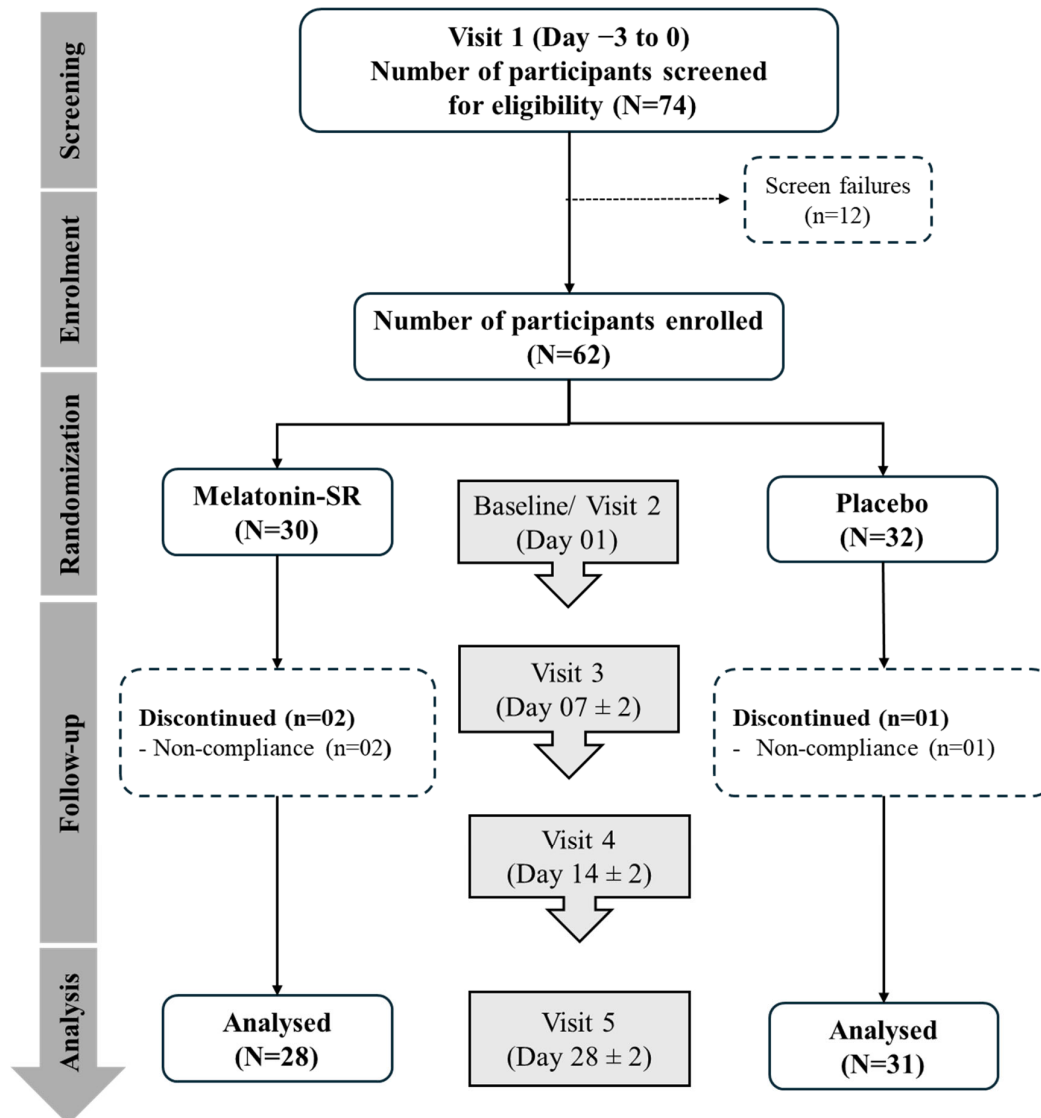 Screening
Visit 1 (Day −3 to 0)
Number of participants screened
for eligibility (N=74)
Screen failures
(n=12)
Enrolment
Number of participants enrolled
(N=62)
Randomization
Melatonin-SR
(N=30)
Baseline/ Visit 2
(Day 01)
Placebo
(N=32)
Follow-up
Visit 3
(Day 07 ± 2)
Discontinued (n=02)
- Non-compliance (n=02)
Discontinued (n=01)
- Non-compliance (n=01)
Visit 4
(Day 14 ± 2)
Analysis
Analysed
(N=28)
Visit 5
(Day 28 ± 2)
Analysed
(N=31)